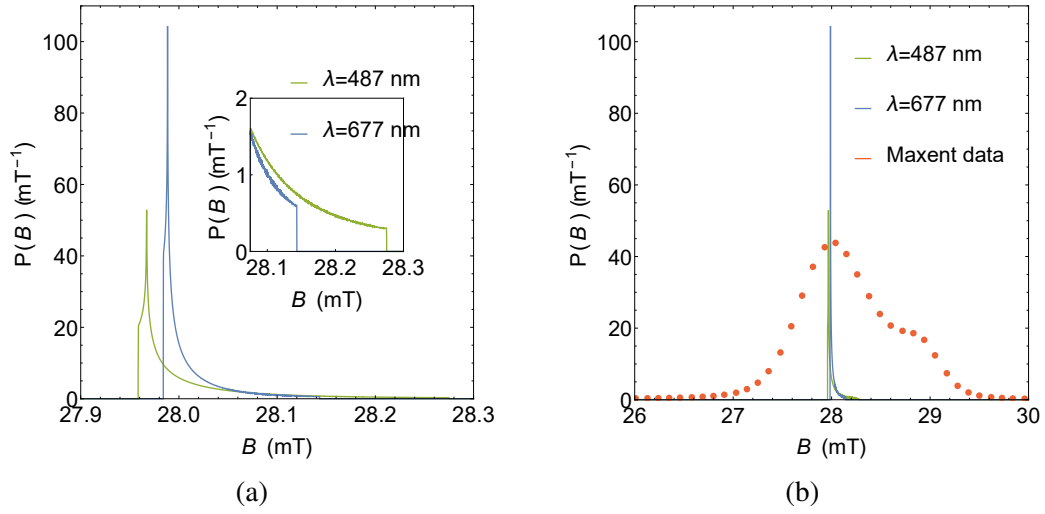 P(B) (mT⁻¹)
100
80
60
40
20
0
27.9
28.0
28.1
28.2
28.3
B (mT)
λ=487 nm
λ=677 nm
P(B) (mT⁻¹)
2
1
0
28.1
28.2
28.3
B (mT)
(a)
P(B) (mT⁻¹)
100
80
60
40
20
0
26
27
28
29
30
B (mT)
λ=487 nm
λ=677 nm
Maxent data
(b)